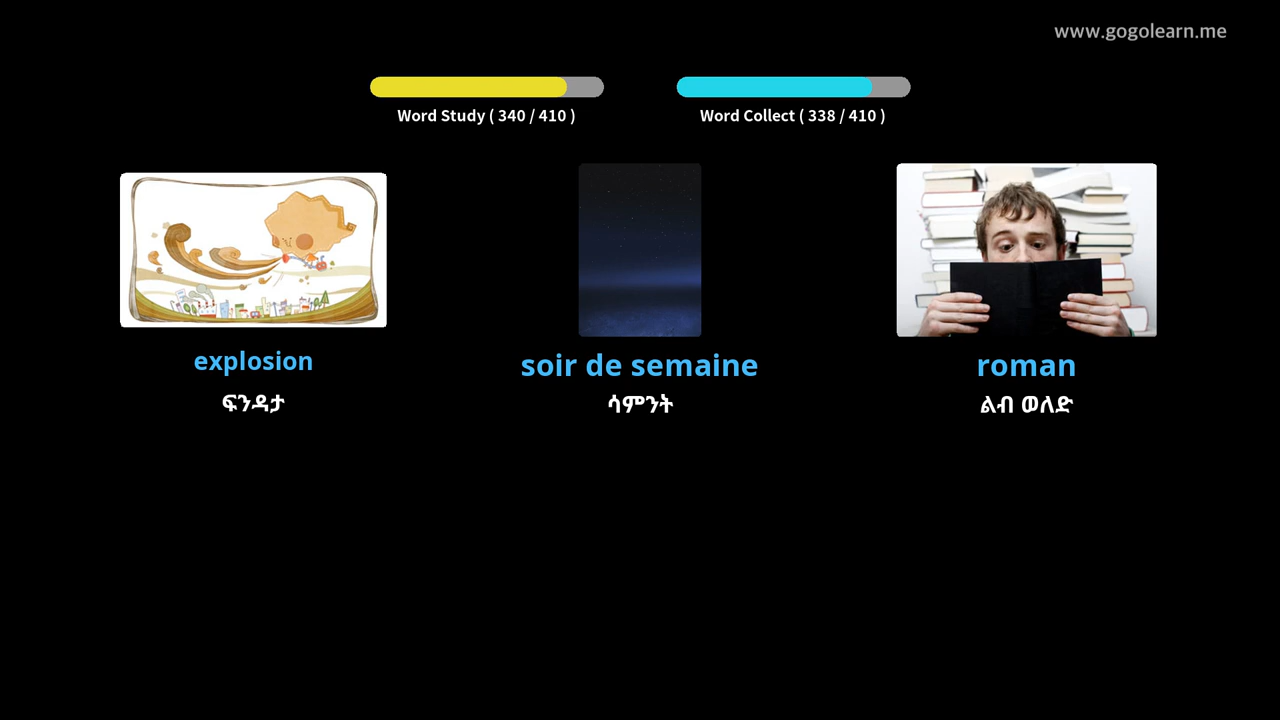 www.gogolearn.me
Word Study ( 340 / 410 )
Word Collect ( 338 / 410 )
explosion
ፍንዳታ
soir de semaine
ሳምንት
roman
ልብ ወለድ